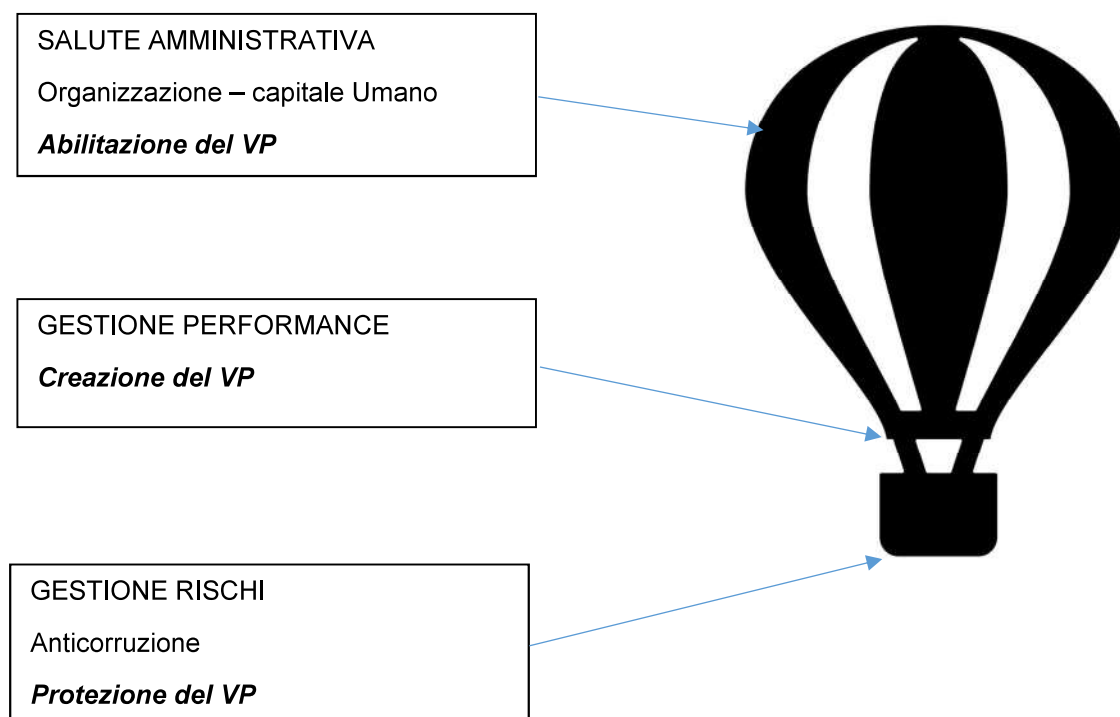 SALUTE AMMINISTRATIVA
Organizzazione – capitale Umano
Abilitazione del VP
GESTIONE PERFORMANCE
Creazione del VP
GESTIONE RISCHI
Anticorruzione
Protezione del VP